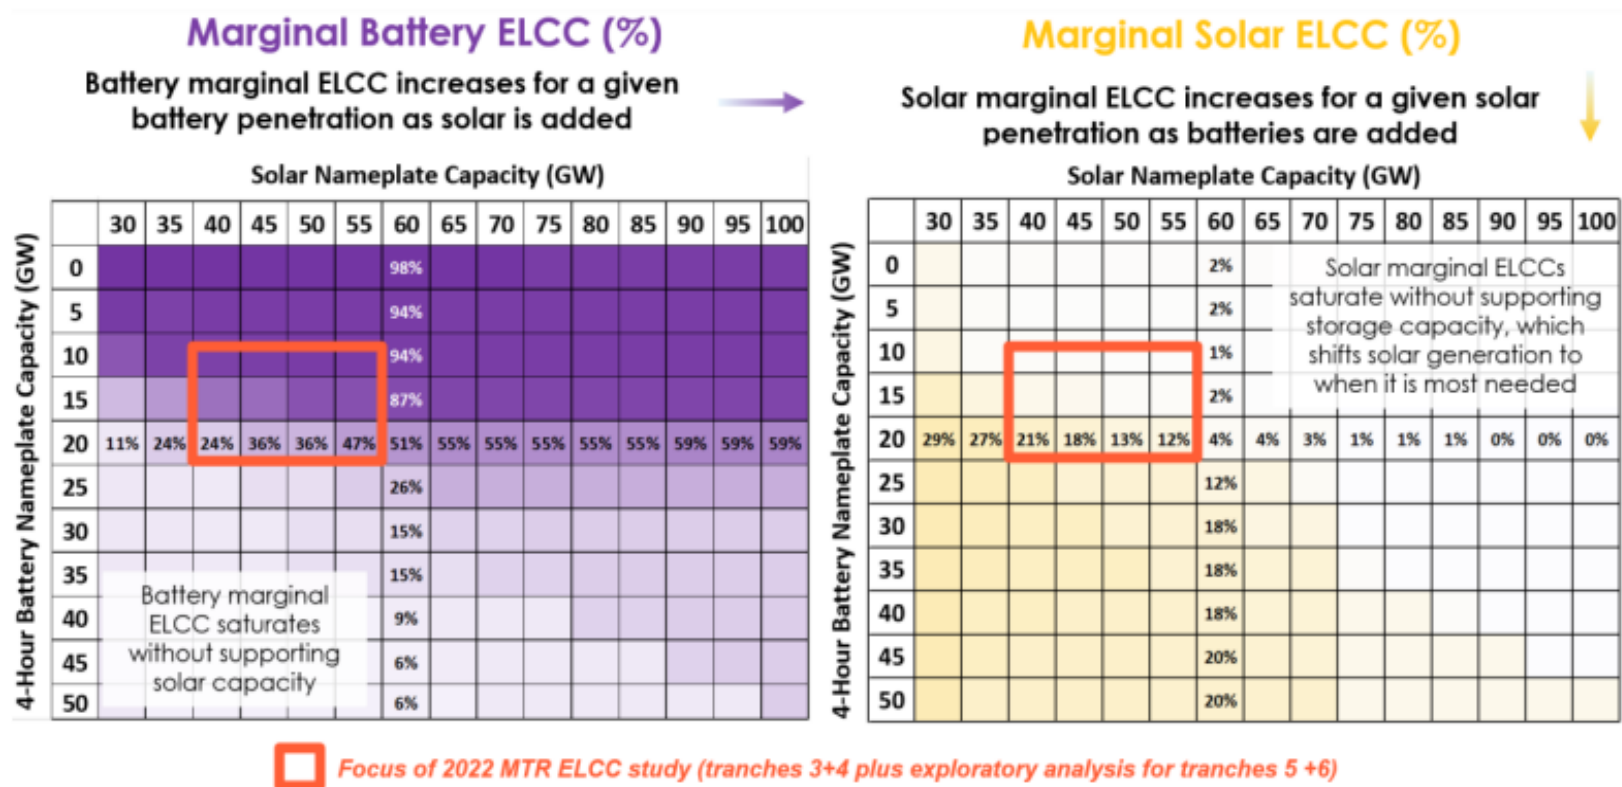 Marginal Battery ELCC (%)
Battery marginal ELCC increases for a given
battery penetration as solar is added
Solar Nameplate Capacity (GW)
4-Hour Battery Nameplate Capacity (GW)
30 35 40 45 50 55 60 65 70 75 80 85 90 95 100
0 98%
5 94%
10 94%
15 87%
20 11% 24% 24% 36% 36% 47% 51% 55% 55% 55% 55% 55% 59% 59% 59%
25 26%
30 15%
35 15%
40 9%
45 6%
50 6%
Battery marginal
ELCC saturates
without supporting
solar capacity
Marginal Solar ELCC (%)
Solar marginal ELCC increases for a given solar
penetration as batteries are added
Solar Nameplate Capacity (GW)
4-Hour Battery Nameplate Capacity (GW)
30 35 40 45 50 55 60 65 70 75 80 85 90 95 100
0 2%
5 2%
10 1%
15 2%
20 29% 27% 21% 18% 13% 12% 4% 4% 3% 1% 1% 1% 0% 0% 0%
25 12%
30 18%
35 18%
40 18%
45 20%
50 20%
Solar marginal ELCCs
saturate without supporting
storage capacity, which
shifts solar generation to
when it is most needed
Focus of 2022 MTR ELCC study (tranches 3+4 plus exploratory analysis for tranches 5 +6)